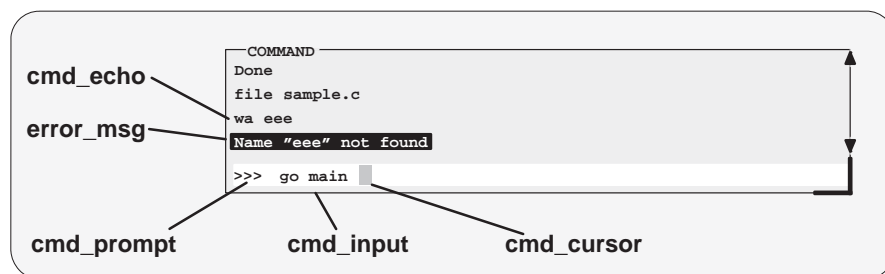 COMMAND
Done
cmd_echo
file sample.c
wa eee
error_msg
Name ”eee” not found
>>> go main
cmd_prompt cmd_input cmd_cursor